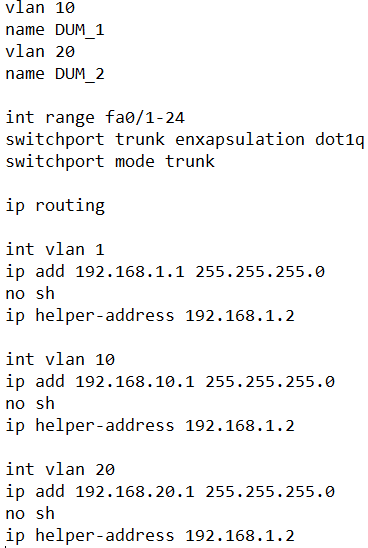 vlan 10
name DUM_1
vlan 20
name DUM_2
int range fa0/1-24
switchport trunk enxapsulation dot1q
switchport mode trunk
ip routing
int vlan 1
ip add 192.168.1.1 255.255.255.0
no sh
ip helper-address 192.168.1.2
int vlan 10
ip add 192.168.10.1 255.255.255.0
no sh
ip helper-address 192.168.1.2
int vlan 20
ip add 192.168.20.1 255.255.255.0
no sh
ip helper-address 192.168.1.2